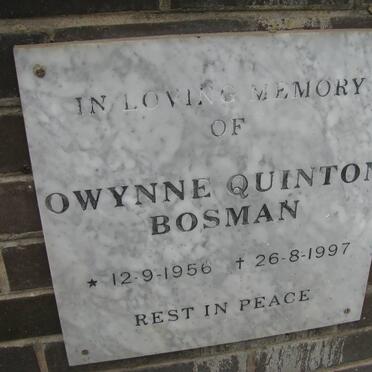 IN LOVING MEMORY
OF
OWYNNE QUINTON
BOSMAN
★ 12-9-1956 † 26-8-1997
REST IN PEACE